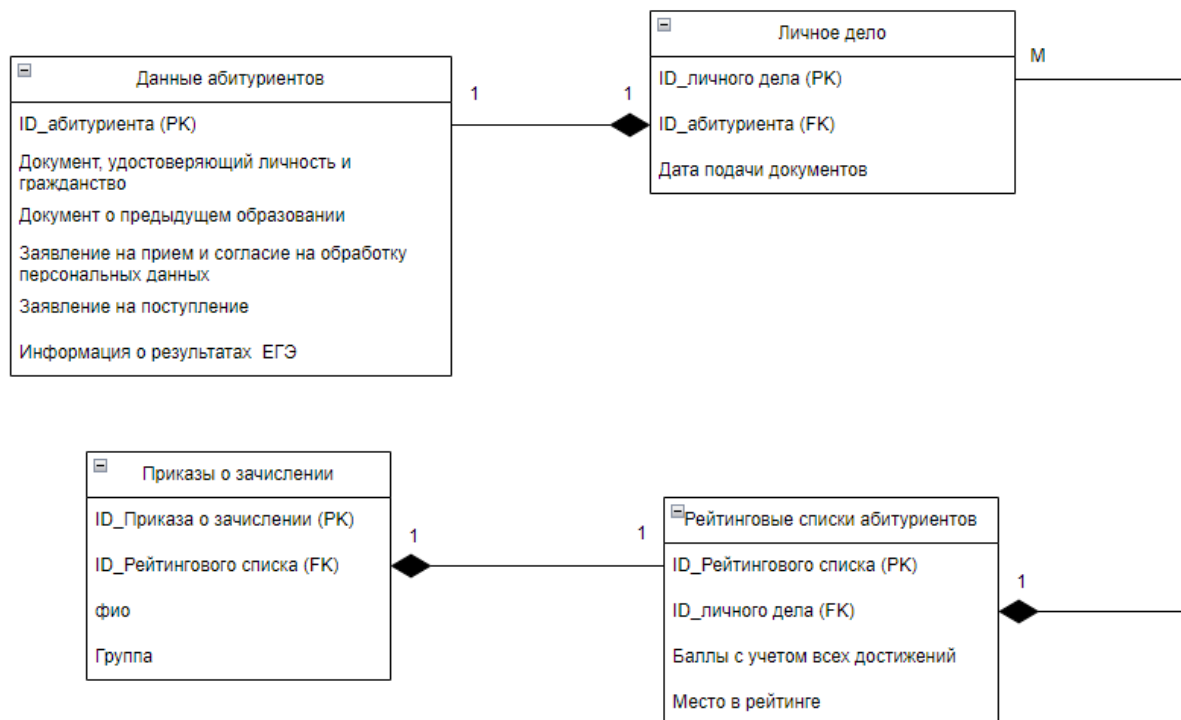 Личное дело
М
ID_личного дела (PK)
ID_абитуриента (FK)
Дата подачи документов
1
1
Данные абитуриентов
ID_абитуриента (PK)
Документ, удостоверяющий личность и
гражданство
Документ о предыдущем образовании
Заявление на прием и согласие на обработку
персональных данных
Заявление на поступление
Информация о результатах ЕГЭ
Приказы о зачислении
ID_Приказа о зачислении (PK)
ID_Рейтингового списка (FK)
фио
Группа
1
1
Рейтинговые списки абитуриентов
ID_Рейтингового списка (PK)
ID_личного дела (FK)
Баллы с учетом всех достижений
Место в рейтинге
1